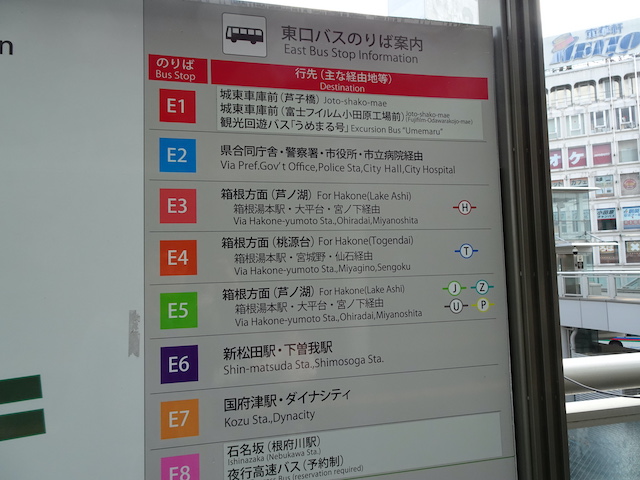 東口バスのりば案内
East Bus Stop Information
のりば
Bus Stop
行先（主な経由地等）
Destination
E1
城東車庫前（芦子橋）Joto-shako-mae
城東車庫前（富士フイルム小田原工場前）Joto-shako-mae (Fujifilm-Odawarakojo-mae)
観光回遊バス「うめまる号」Excursion Bus "Umemaru"
E2
県合同庁舎・警察署・市役所・市立病院経由
Via Pref.Gov't Office,Police Sta,City Hall,City Hospital
E3
箱根方面（芦ノ湖）For Hakone(Lake Ashi)
箱根湯本駅・大平台・宮ノ下経由
Via Hakone-yumoto Sta.,Ohiradai,Miyanoshita
H
E4
箱根方面（桃源台）For Hakone(Togendai)
箱根湯本駅・宮城野・仙石経由
Via Hakone-yumoto Sta.,Miyagino,Sengoku
T
E5
箱根方面（芦ノ湖）For Hakone(Lake Ashi)
箱根湯本駅・大平台・宮ノ下経由
Via Hakone-yumoto Sta.,Ohiradai,Miyanoshita
J Z
U P
E6
新松田駅・下曽我駅
Shin-matsuda Sta.,Shimosoga Sta.
E7
国府津駅・ダイナシティ
Kozu Sta.,Dynacity
E8
石名坂（根府川駅）
Ishinazaka (Nebukawa Sta.)
夜行高速バス（予約制）
Bus (reservation required)
n